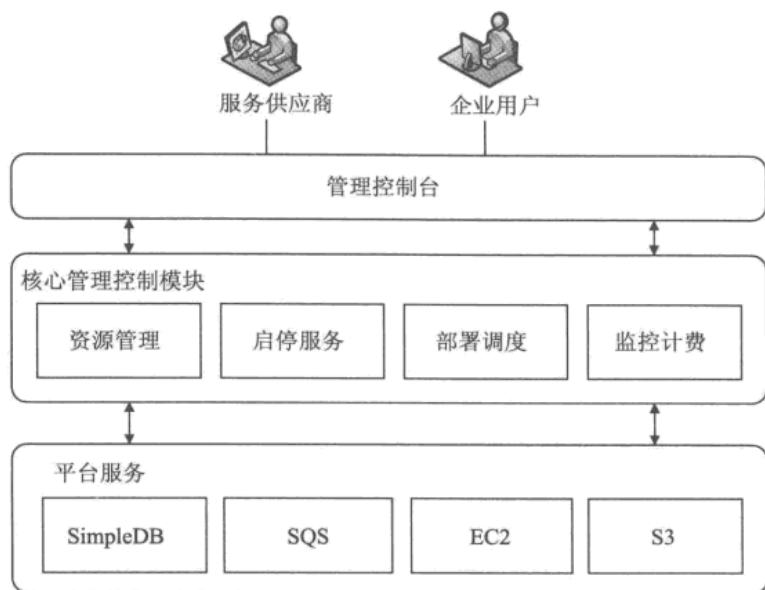 服务供应商
企业用户
管理控制台
核心管理控制模块
资源管理
启停服务
部署调度
监控计费
平台服务
SimpleDB
SQS
EC2
S3